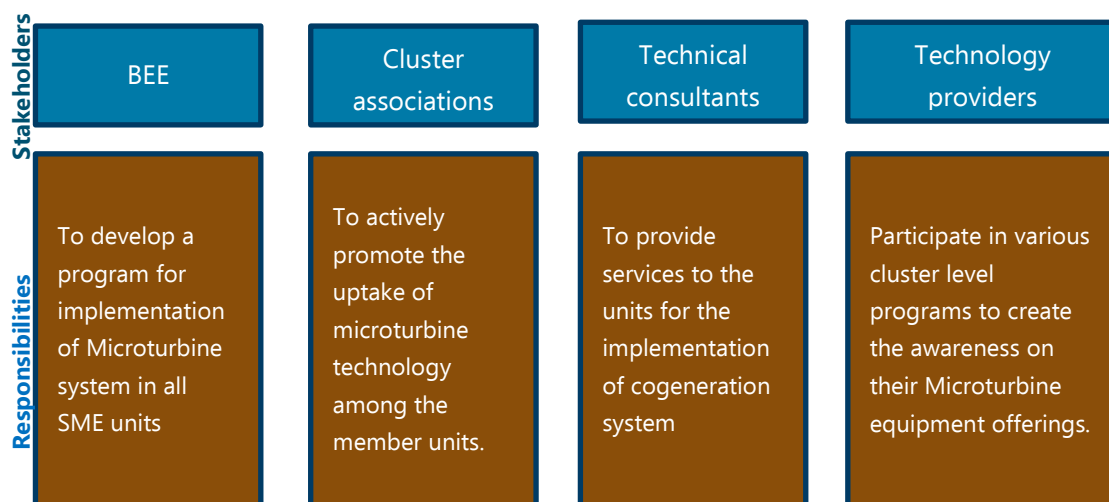 Stakeholders
BEE
Cluster
associations
Technical
consultants
Technology
providers
Responsibilities
To develop a
program for
implementation
of Microturbine
system in all
SME units
To actively
promote the
uptake of
microturbine
technology
among the
member units.
To provide
services to the
units for the
implementation
of cogeneration
system
Participate in various
cluster level
programs to create
the awareness on
their Microturbine
equipment offerings.